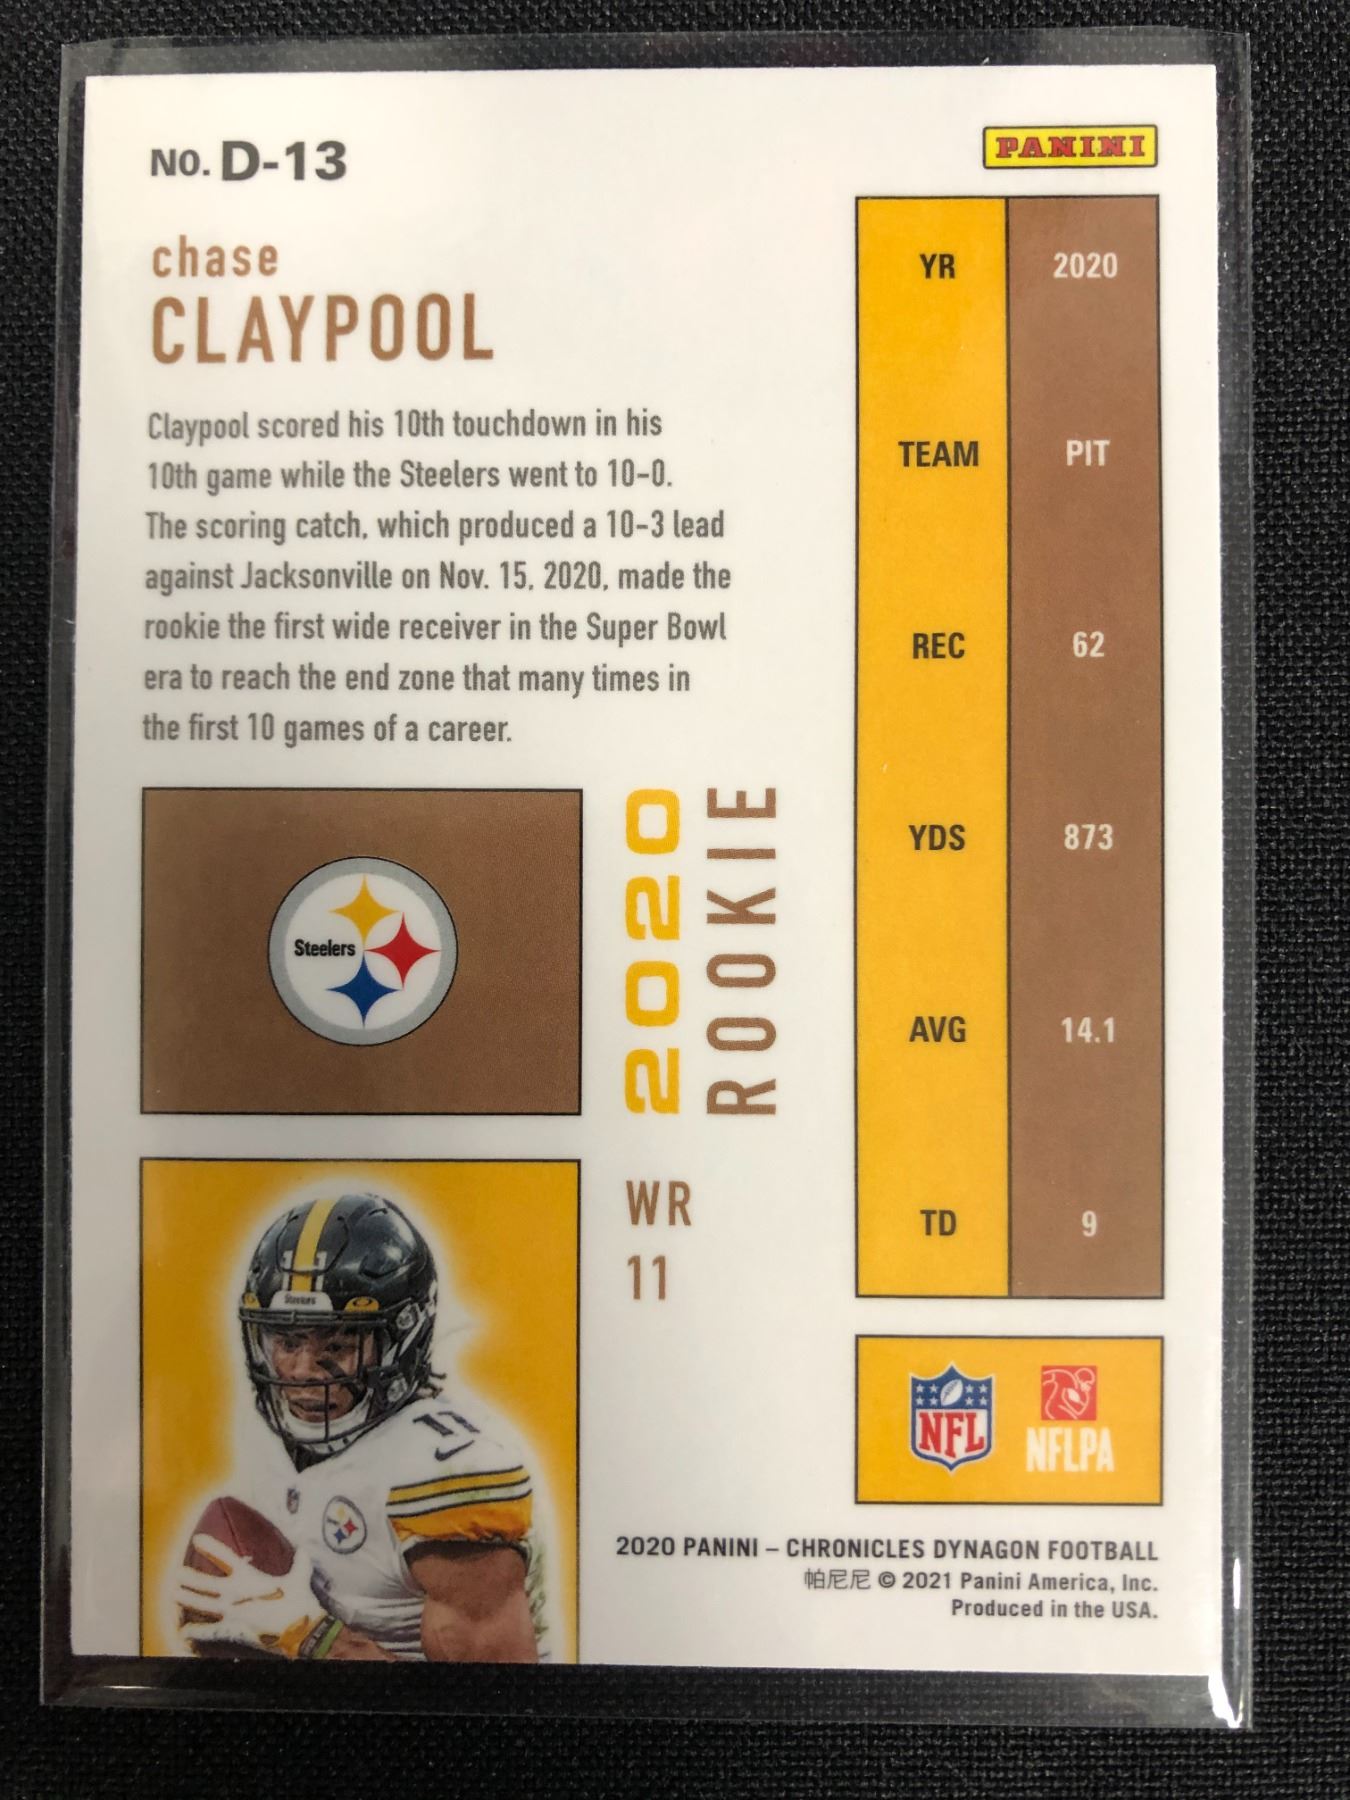 NO. D-13
PANINI
chase
CLAYPOOL
Claypool scored his 10th touchdown in his
10th game while the Steelers went to 10-0.
The scoring catch, which produced a 10-3 lead
against Jacksonville on Nov. 15, 2020, made the
rookie the first wide receiver in the Super Bowl
era to reach the end zone that many times in
the first 10 games of a career.
YR 2020
TEAM PIT
REC 62
YDS 873
AVG 14.1
TD 9
Steelers
2020
ROOKIE
WR
11
Steelers
11
NFL
NFLPA
2020 PANINI – CHRONICLES DYNAGON FOOTBALL
帕尼尼 © 2021 Panini America, Inc.
Produced in the USA.